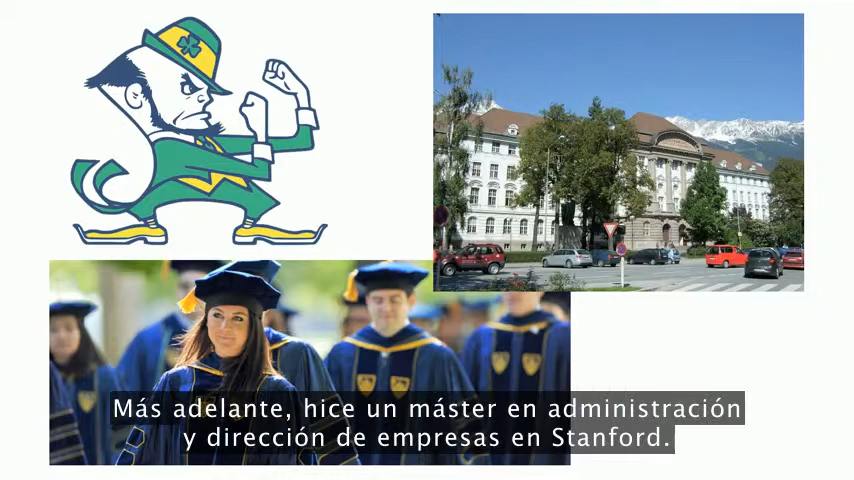 Más adelante, hice un máster en administración
y dirección de empresas en Stanford.